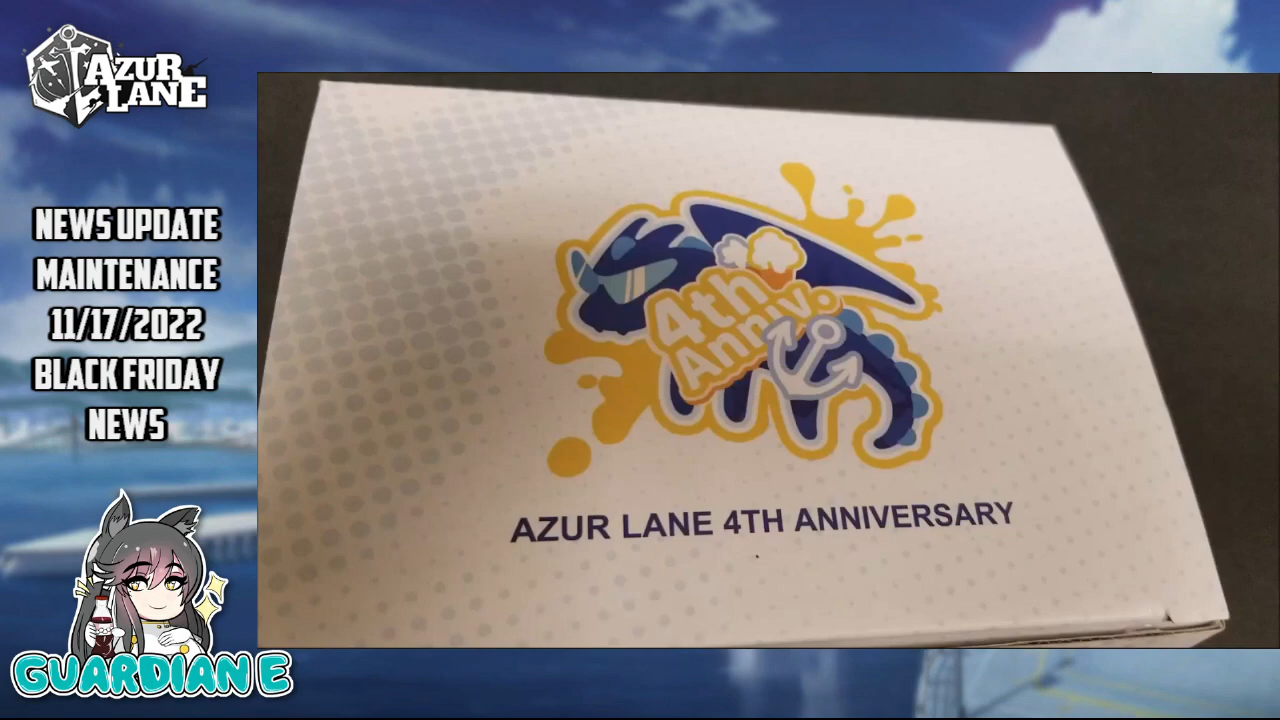 AZUR
LANE
NEWS UPDATE
MAINTENANCE
11/17/2022
BLACK FRIDAY
NEWS
GUARDIAN E
4th
Anniv.
AZUR LANE 4TH ANNIVERSARY